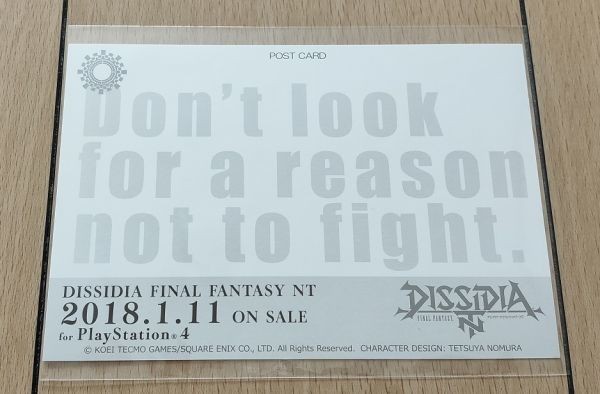 POST CARD
Don't look
for a reason
not to fight.
DISSIDIA FINAL FANTASY NT
2018.1.11 ON SALE
for PlayStation®4
DISSIDIA
FINAL FANTASY
NT
© KOEI TECMO GAMES/SQUARE ENIX CO., LTD. All Rights Reserved. CHARACTER DESIGN: TETSUYA NOMURA